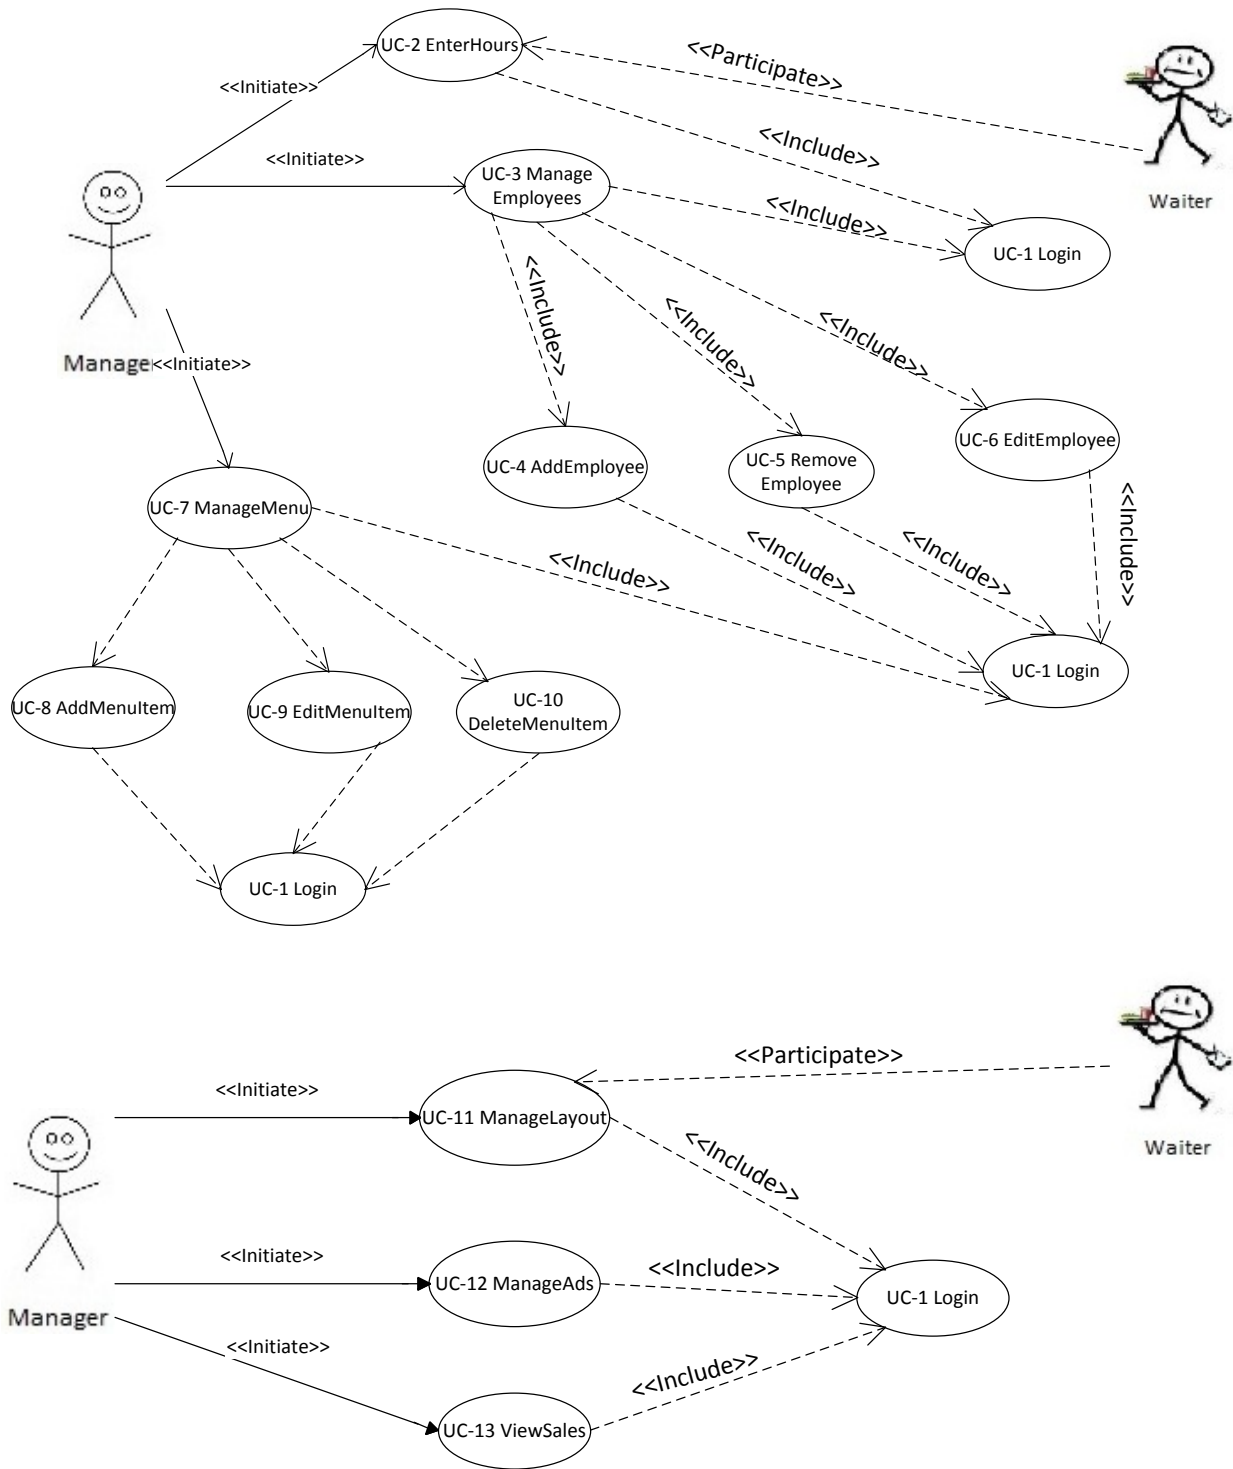 UC-2 EnterHours
<<Participate>>
<<Initiate>>
<<Include>>
<<Initiate>>
UC-3 Manage
Employees
Waiter
<<Include>>
UC-1 Login
<<Include>>
<<Include>>
<<Include>>
Manager
<<Initiate>>
UC-4 AddEmployee
UC-5 Remove
Employee
UC-6 EditEmployee
UC-7 ManageMenu
<<Include>>
<<Include>>
<<Include>>
<<Include>>
UC-1 Login
UC-8 AddMenuItem
UC-9 EditMenuItem
UC-10
DeleteMenuItem
UC-1 Login
<<Participate>>
<<Initiate>>
UC-11 ManageLayout
Waiter
<<Include>>
<<Initiate>>
UC-12 ManageAds
<<Include>>
UC-1 Login
Manager
<<Initiate>>
<<Include>>
UC-13 ViewSales